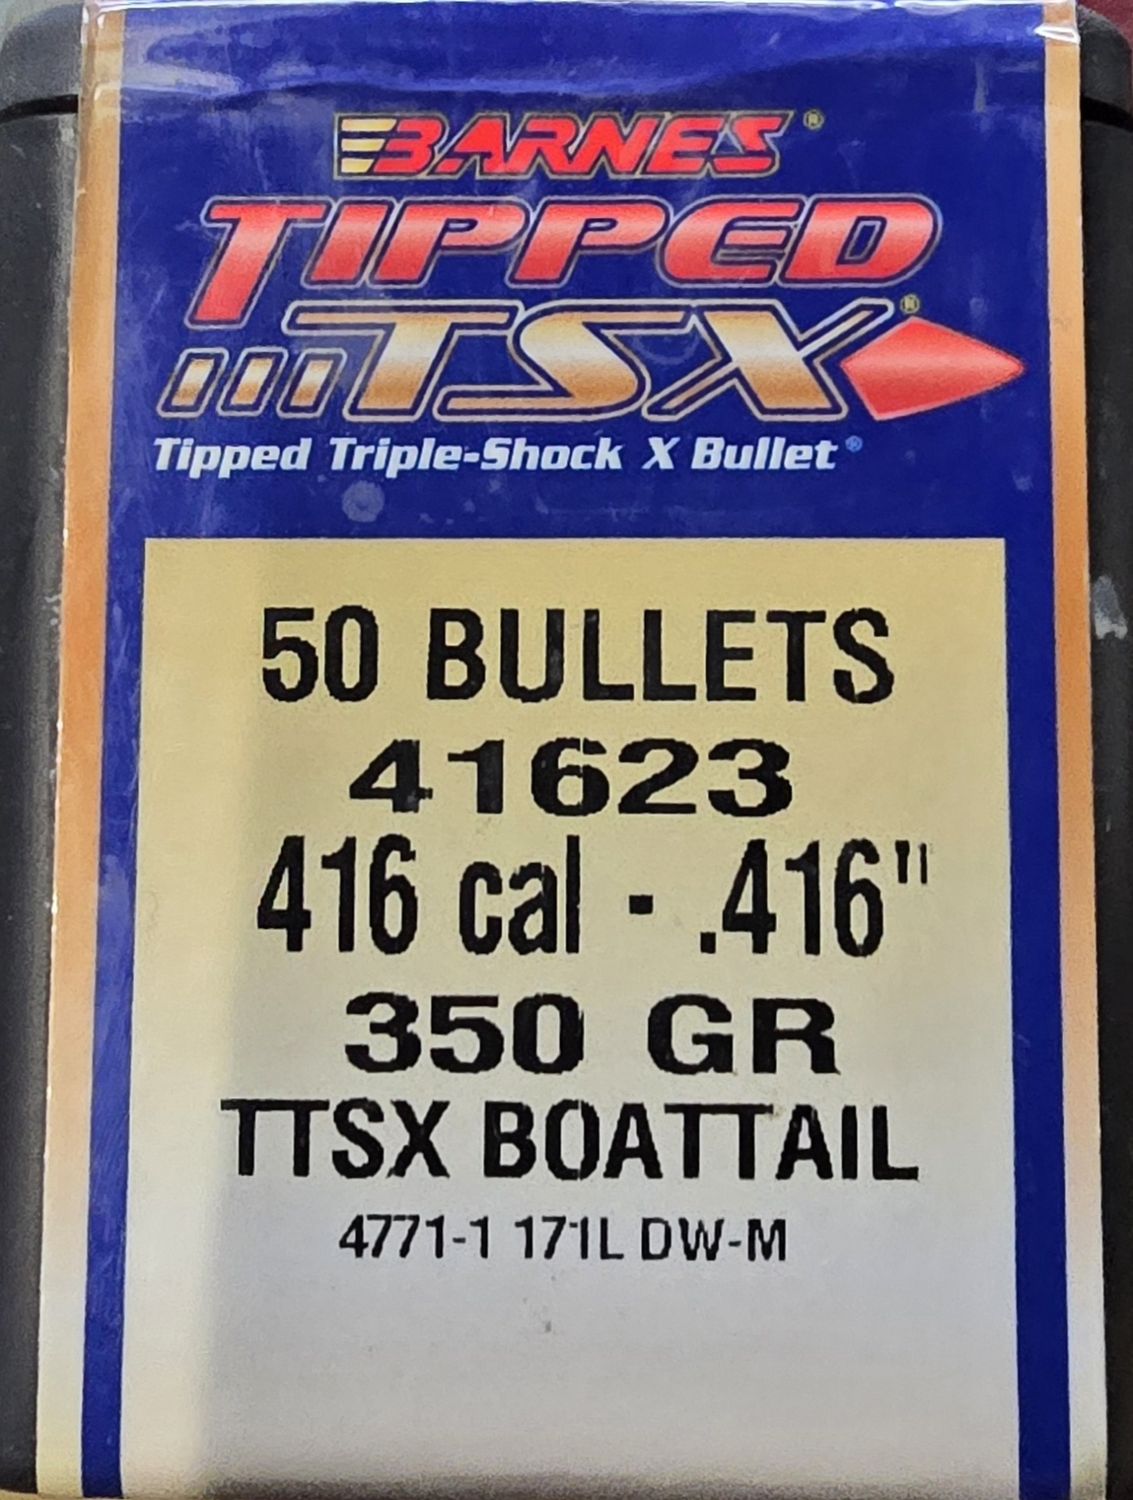 BARNES®
TIPPED
TSX®
Tipped Triple-Shock X Bullet®
50 BULLETS
41623
416 cal - .416"
350 GR
TTSX BOATTAIL
4771-1 171L DW-M